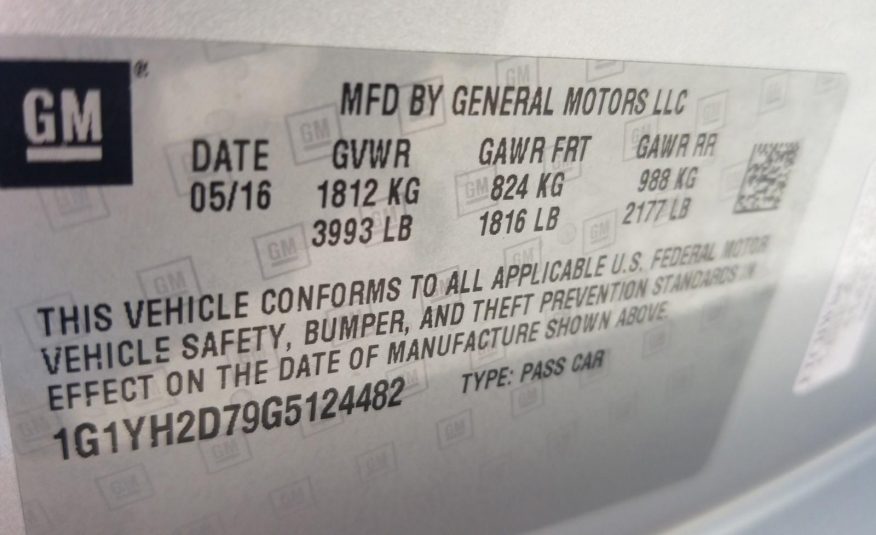 GM ®
MFD BY GENERAL MOTORS LLC
DATE GVWR GAWR FRT GAWR RR
05/16 1812 KG 824 KG 988 KG
3993 LB 1816 LB 2177 LB
THIS VEHICLE CONFORMS TO ALL APPLICABLE U.S. FEDERAL MOTOR
VEHICLE SAFETY, BUMPER, AND THEFT PREVENTION STANDARDS IN
EFFECT ON THE DATE OF MANUFACTURE SHOWN ABOVE.
1G1YH2D79G5124482 TYPE: PASS CAR